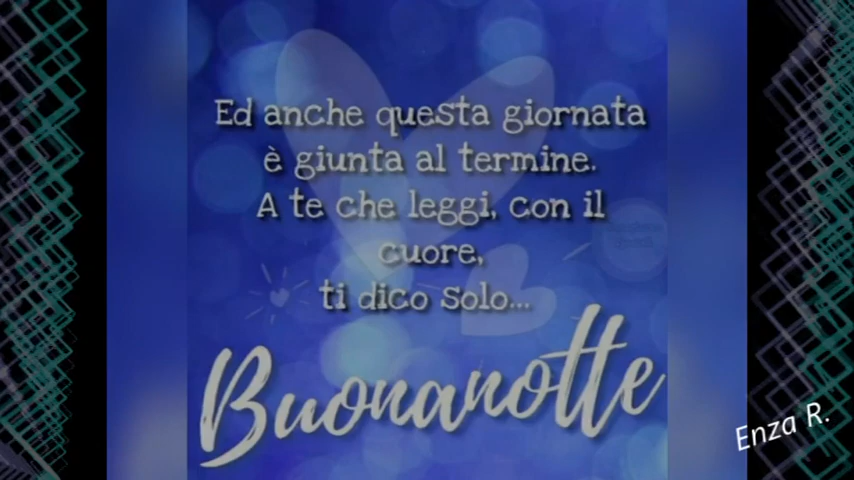 Ed anche questa giornata
è giunta al termine.
A te che leggi, con il
cuore,
ti dico solo...
Buonanotte
Enza R.